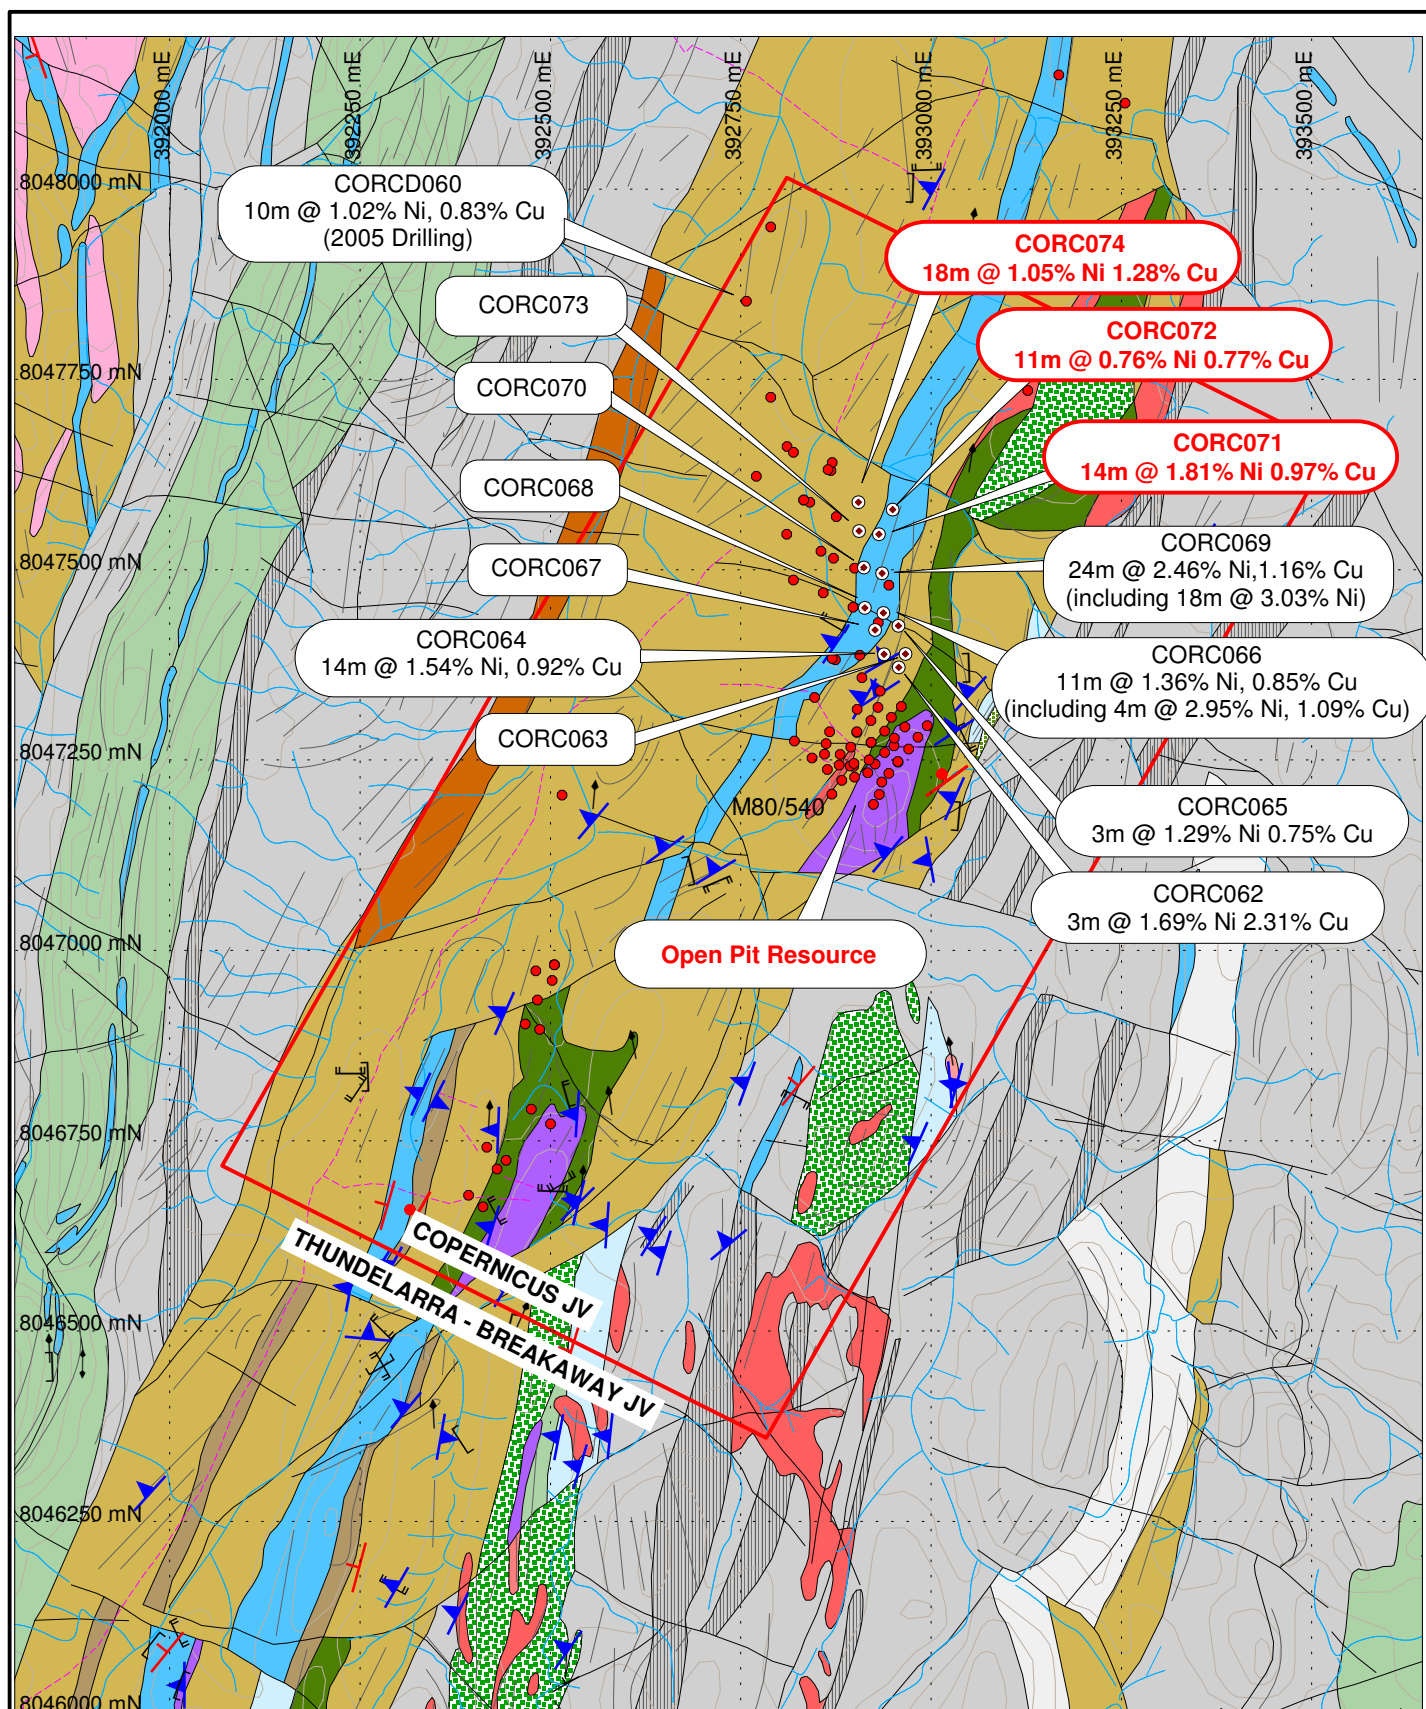 392000 mE
392250 mE
392500 mE
392750 mE
393000 mE
393250 mE
393500 mE
8048000 mN
CORCD060
10m @ 1.02% Ni, 0.83% Cu
(2005 Drilling)
CORC074
18m @ 1.05% Ni 1.28% Cu
CORC073
CORC072
11m @ 0.76% Ni 0.77% Cu
8047750 mN
CORC070
CORC071
14m @ 1.81% Ni 0.97% Cu
CORC068
8047500 mN
CORC067
CORC069
24m @ 2.46% Ni,1.16% Cu
(including 18m @ 3.03% Ni)
CORC064
14m @ 1.54% Ni, 0.92% Cu
CORC066
11m @ 1.36% Ni, 0.85% Cu
(including 4m @ 2.95% Ni, 1.09% Cu)
CORC063
8047250 mN
M80/540
CORC065
3m @ 1.29% Ni 0.75% Cu
CORC062
3m @ 1.69% Ni 2.31% Cu
8047000 mN
Open Pit Resource
8046750 mN
COPERNICUS JV
THUNDELARRA - BREAKAWAY JV
8046500 mN
8046250 mN
8046000 mN